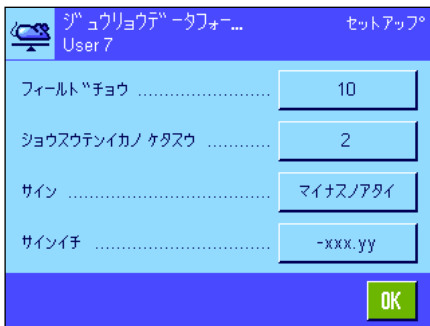 ジュウリョウデータフォー... セットアップ
User 7
フィールドチョウ ........................ 10
ショウスウテンイカノ ケタスウ ............ 2
サイン ..................................... マイナスノアタイ
サインイチ ................................ -xxx.yy
OK